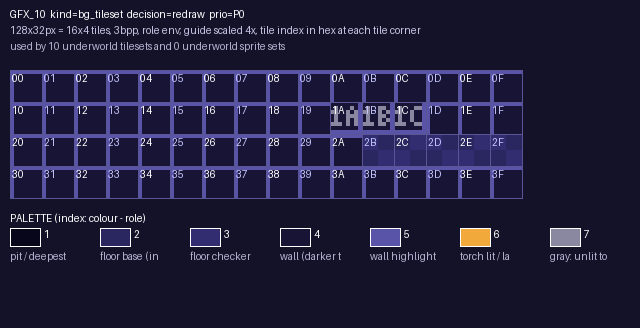 GFX_10 kind=bg_tileset decision=redraw prio=P0
128x32px = 16x4 tiles, 3bpp, role env; guide scaled 4x, tile index in hex at each tile corner
used by 10 underworld tilesets and 0 underworld sprite sets
00 01 02 03 04 05 06 07 08 09 0A 0B 0C 0D 0E 0F
10 11 12 13 14 15 16 17 18 19 1A 1B 1C 1D 1E 1F
20 21 22 23 24 25 26 27 28 29 2A 2B 2C 2D 2E 2F
30 31 32 33 34 35 36 37 38 39 3A 3B 3C 3D 3E 3F
PALETTE (index: colour - role)
1 2 3 4 5 6 7
pit / deepest floor base (in floor checker wall (darker t wall highlight torch lit / la gray: unlit to